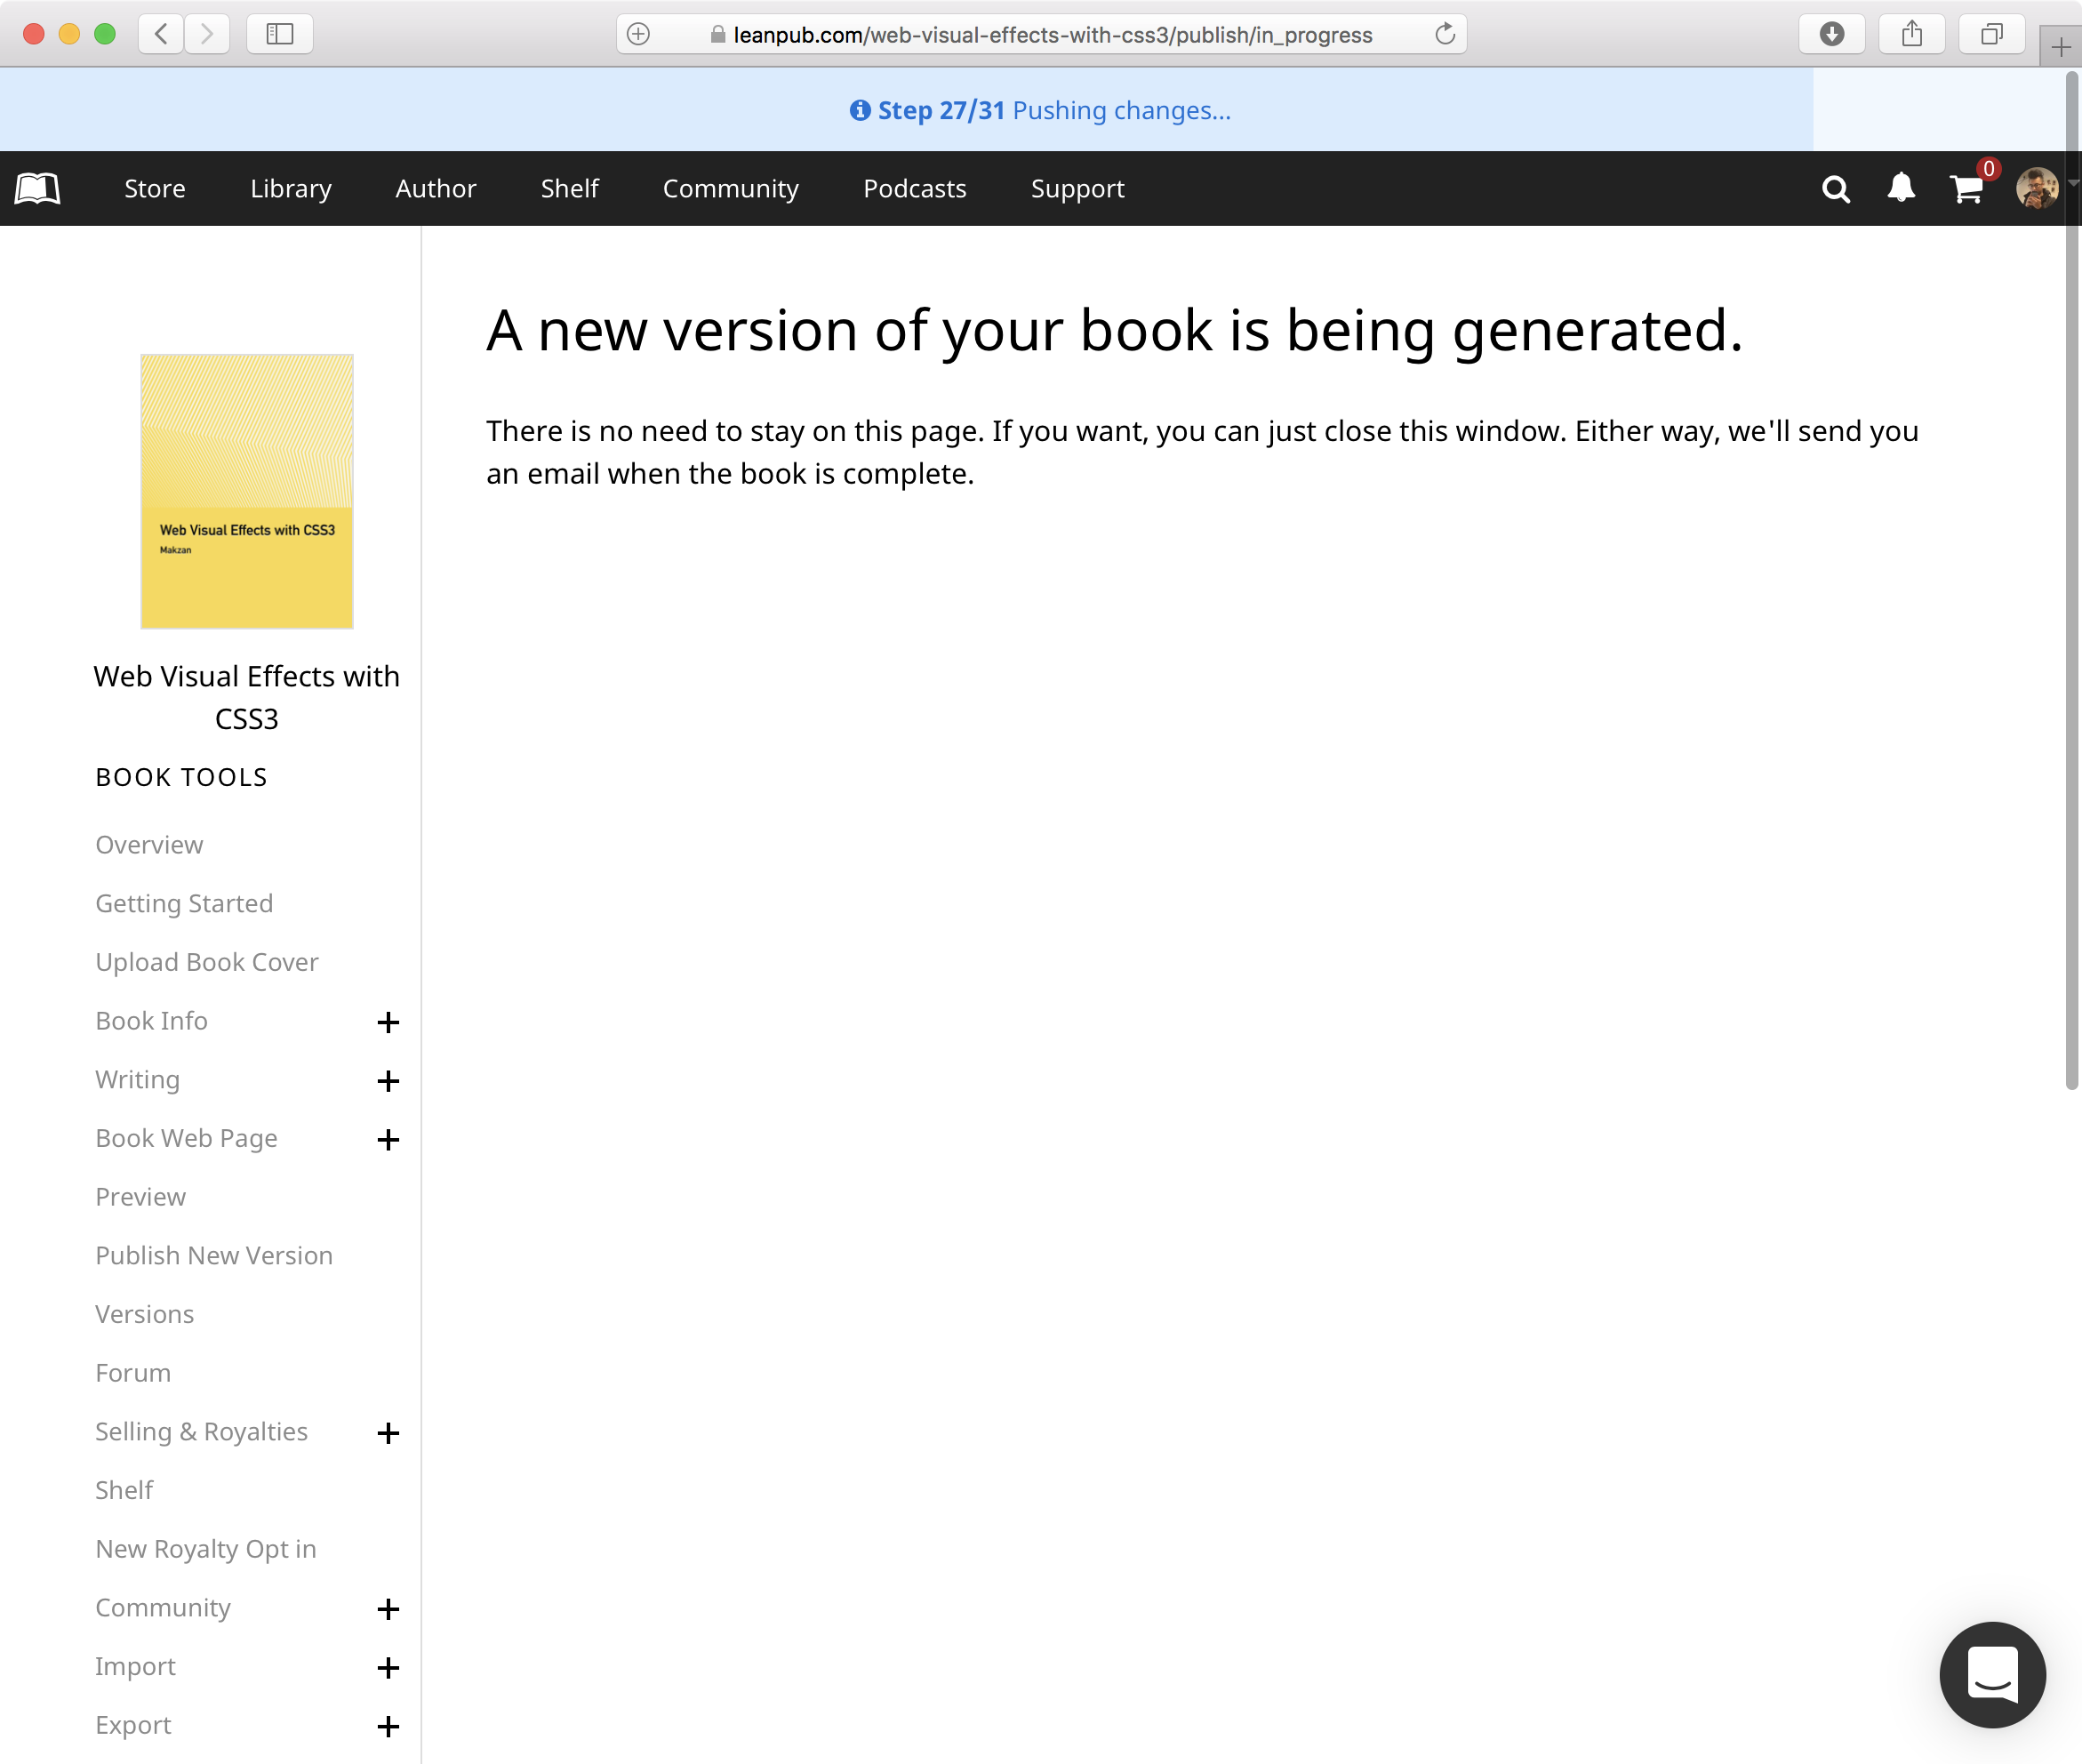 leanpub.com/web-visual-effects-with-css3/publish/in_progress
Step 27/31 Pushing changes...
Store Library Author Shelf Community Podcasts Support 0
A new version of your book is being generated.
There is no need to stay on this page. If you want, you can just close this window. Either way, we'll send you
an email when the book is complete.
Web Visual Effects with CSS3
Makzan
Web Visual Effects with
CSS3
BOOK TOOLS
Overview
Getting Started
Upload Book Cover
Book Info
Writing
Book Web Page
Preview
Publish New Version
Versions
Forum
Selling & Royalties
Shelf
New Royalty Opt in
Community
Import
Export